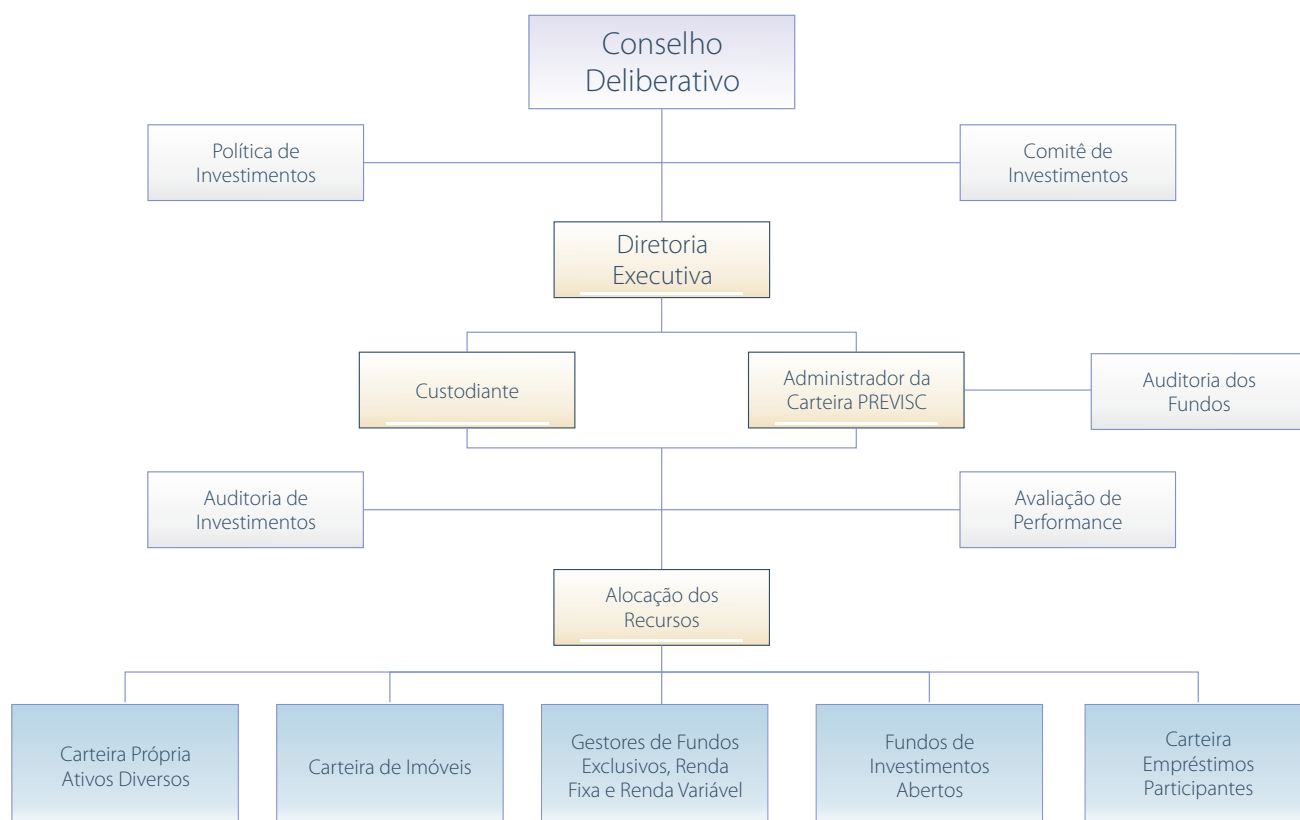 Conselho
Deliberativo
Política de
Investimentos
Comitê de
Investimentos
Diretoria
Executiva
Custodiante
Administrador da
Carteira PREVISC
Auditoria dos
Fundos
Auditoria de
Investimentos
Avaliação de
Performance
Alocação dos
Recursos
Carteira Própria
Ativos Diversos
Carteira de Imóveis
Gestores de Fundos
Exclusivos, Renda
Fixa e Renda Variável
Fundos de
Investimentos
Abertos
Carteira
Empréstimos
Participantes